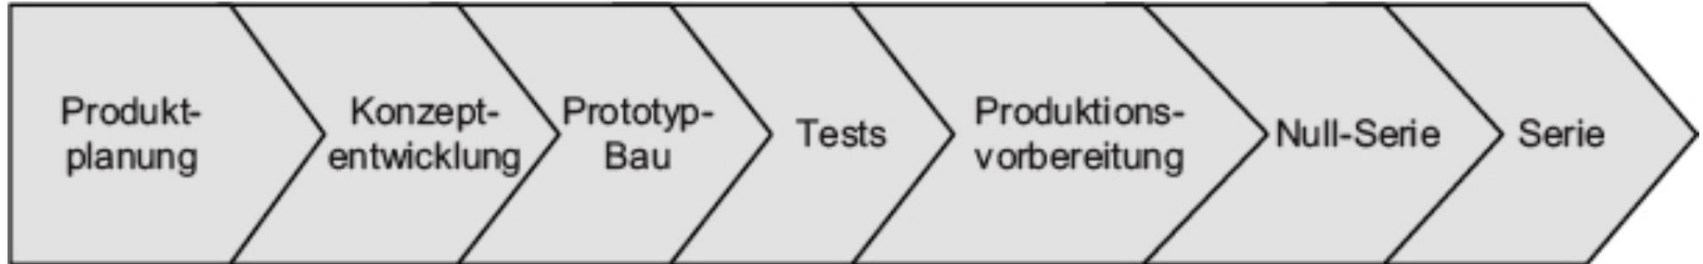 Produkt-
planung
Konzept-
entwicklung
Prototyp-
Bau
Tests
Produktions-
vorbereitung
Null-Serie
Serie